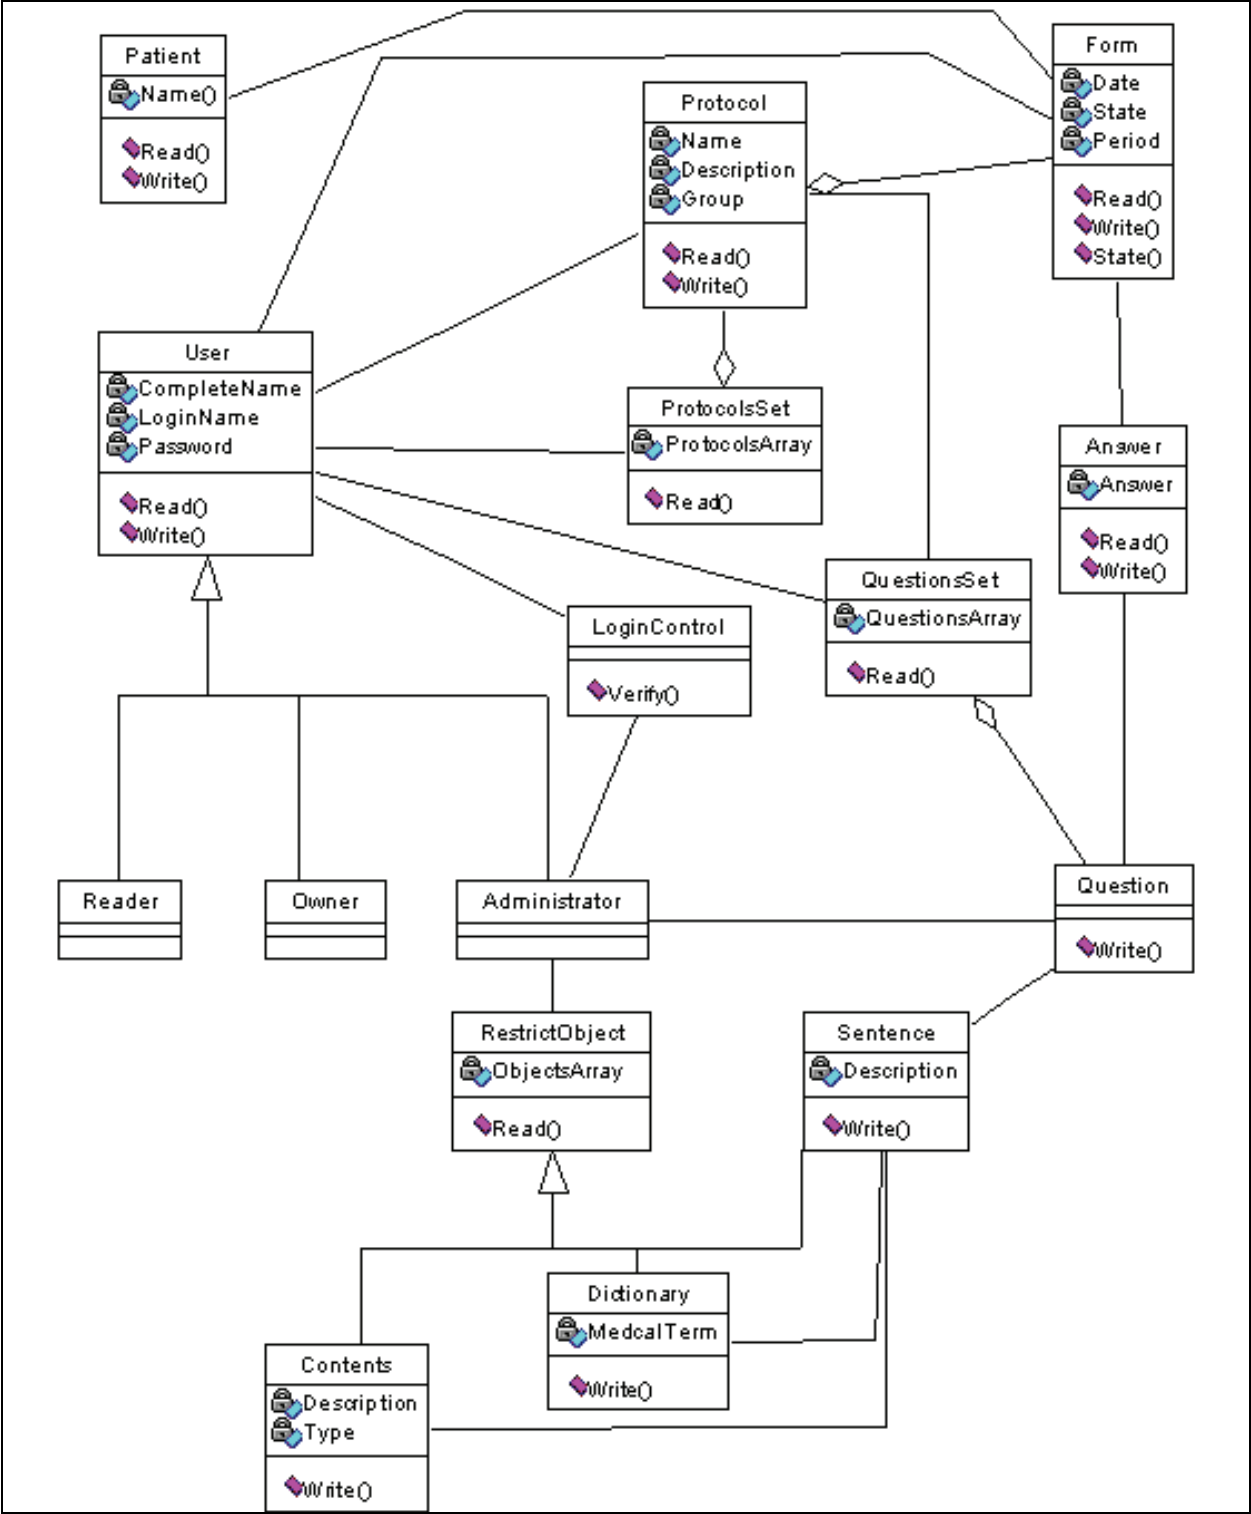 Patient
Name()
Read()
Write()
Form
Date
State
Period
Read()
Write()
State()
Protocol
Name
Description
Group
Read()
Write()
User
CompleteName
LoginName
Password
Read()
Write()
ProtocolsSet
ProtocolsArray
Read()
Answer
Answer
Read()
Write()
QuestionsSet
QuestionsArray
Read()
LoginControl
Verify()
Reader
Owner
Administrator
Question
Write()
RestrictObject
ObjectsArray
Read()
Sentence
Description
Write()
Dictionary
MedcalTerm
Write()
Contents
Description
Type
Write()